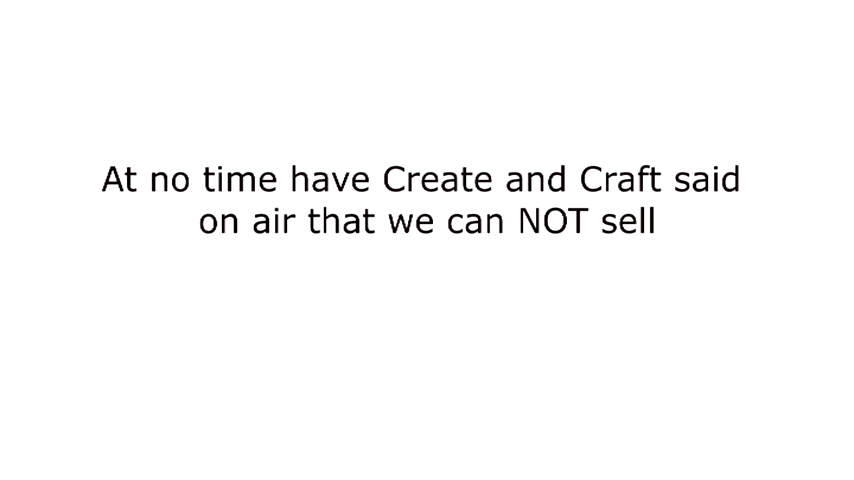 At no time have Create and Craft said
on air that we can NOT sell